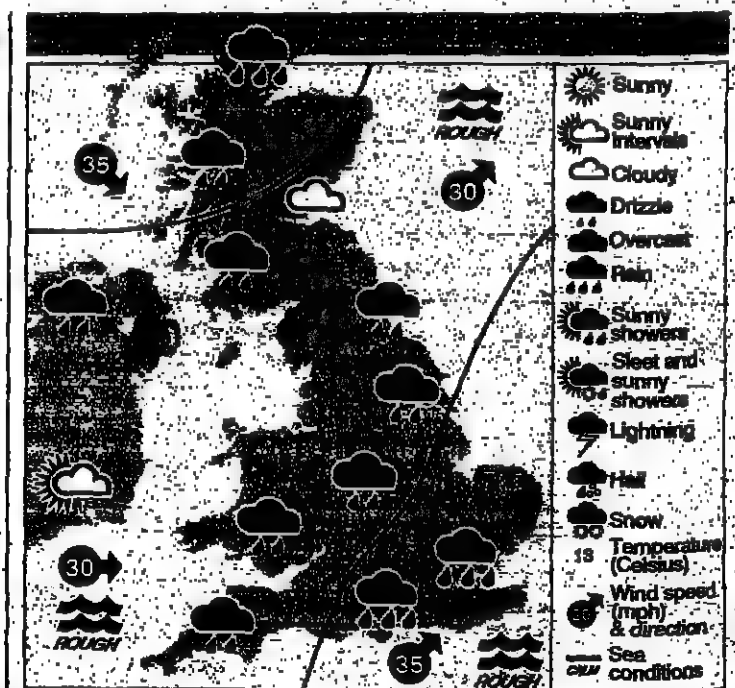 35
ROUGH
30
30
ROUGH
35
ROUGH
Sunny
Sunny
intervals
Cloudy
Drizzle
Overcast
Rain
Sunny
showers
Sleet and
sunny
showers
Lightning
Hail
Snow
Temperature
(Celsius)
Wind speed
(mph)
& direction
Sea
conditions
CALM